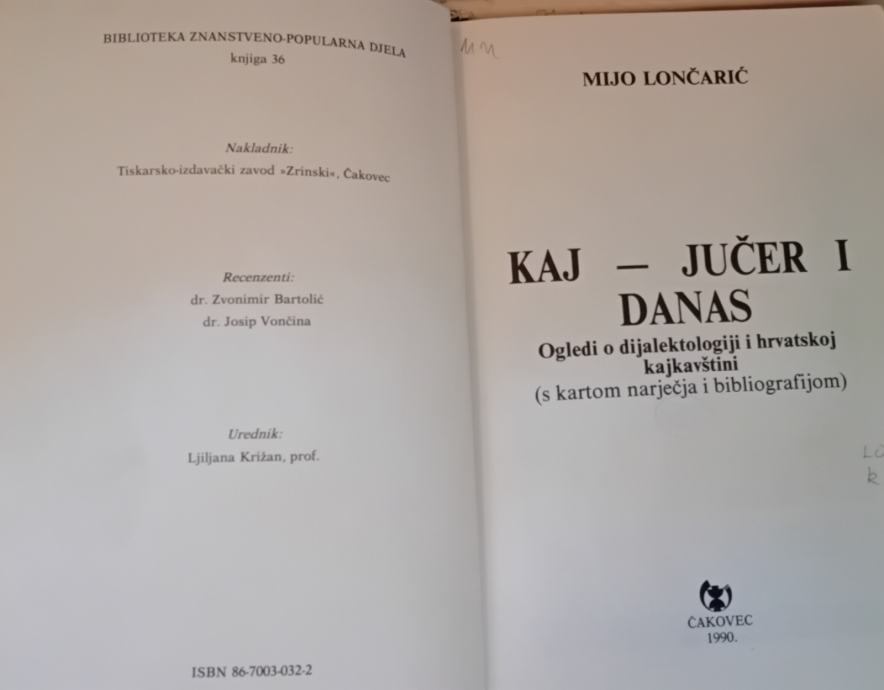 BIBLIOTEKA ZNANSTVENO-POPULARNA DJELA
knjiga 36
Nakladnik:
Tiskarsko-izdavački zavod »Zrinski«, Čakovec
Recenzenti:
dr. Zvonimir Bartolić
dr. Josip Vončina
Urednik:
Ljiljana Križan, prof.
ISBN 86-7003-032-2
MIJO LONČARIĆ
KAJ — JUČER I
DANAS
Ogledi o dijalektologiji i hrvatskoj
kajkavštini
(s kartom narječja i bibliografijom)
ČAKOVEC
1990.